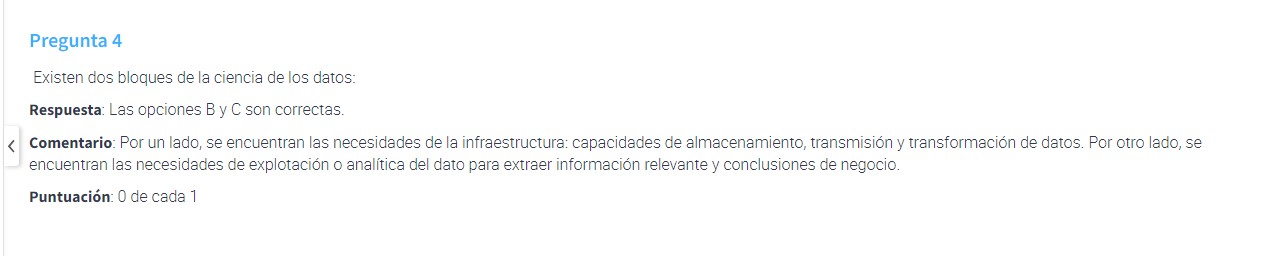 Pregunta 4
Existen dos bloques de la ciencia de los datos:
Respuesta: Las opciones B y C son correctas.
Comentario: Por un lado, se encuentran las necesidades de la infraestructura: capacidades de almacenamiento, transmisión y transformación de datos. Por otro lado, se
encuentran las necesidades de explotación o analítica del dato para extraer información relevante y conclusiones de negocio.
Puntuación: 0 de cada 1